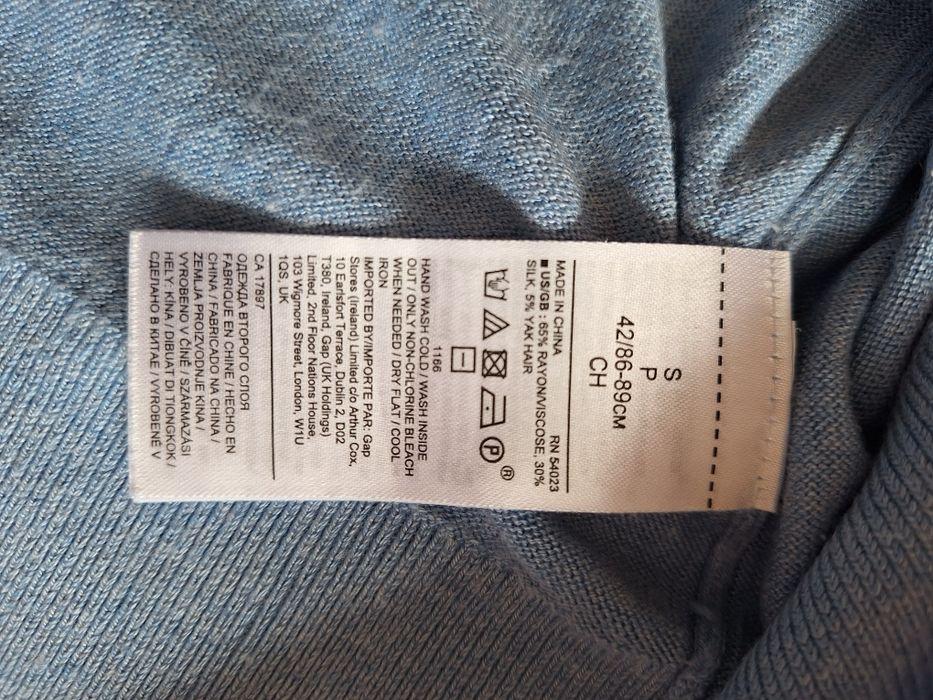 S
P
42/86-89CM
CH
MADE IN CHINA RN 54023
■ US/GB : 65% RAYON/VISCOSE, 30%
SILK, 5% YAK HAIR
P ®
1166
HAND WASH COLD / WASH INSIDE
OUT / ONLY NON-CHLORINE BLEACH
WHEN NEEDED / DRY FLAT / COOL
IRON
IMPORTED BY/IMPORTE PAR: Gap
Stores (Ireland) Limited c/o Arthur Cox,
10 Earlsfort Terrace, Dublin 2, D02
T380, Ireland, Gap (UK Holdings)
Limited, 2nd Floor Nations House,
103 Wigmore Street, London, W1U
1QS, UK
CA 17897
ОДЕЖДА ВТОРОГО СЛОЯ
FABRIQUE EN CHINE / HECHO EN
CHINA / FABRICADO NA CHINA /
ZEMLJA PROIZVODNJE KINA /
VYROBENO V ČÍNĚ / SZÁRMAZÁSI
HELY: KÍNA / DIBUAT DI TIONGKOK /
СДЕЛАНО В КИТАЕ / VYROBENÉ V